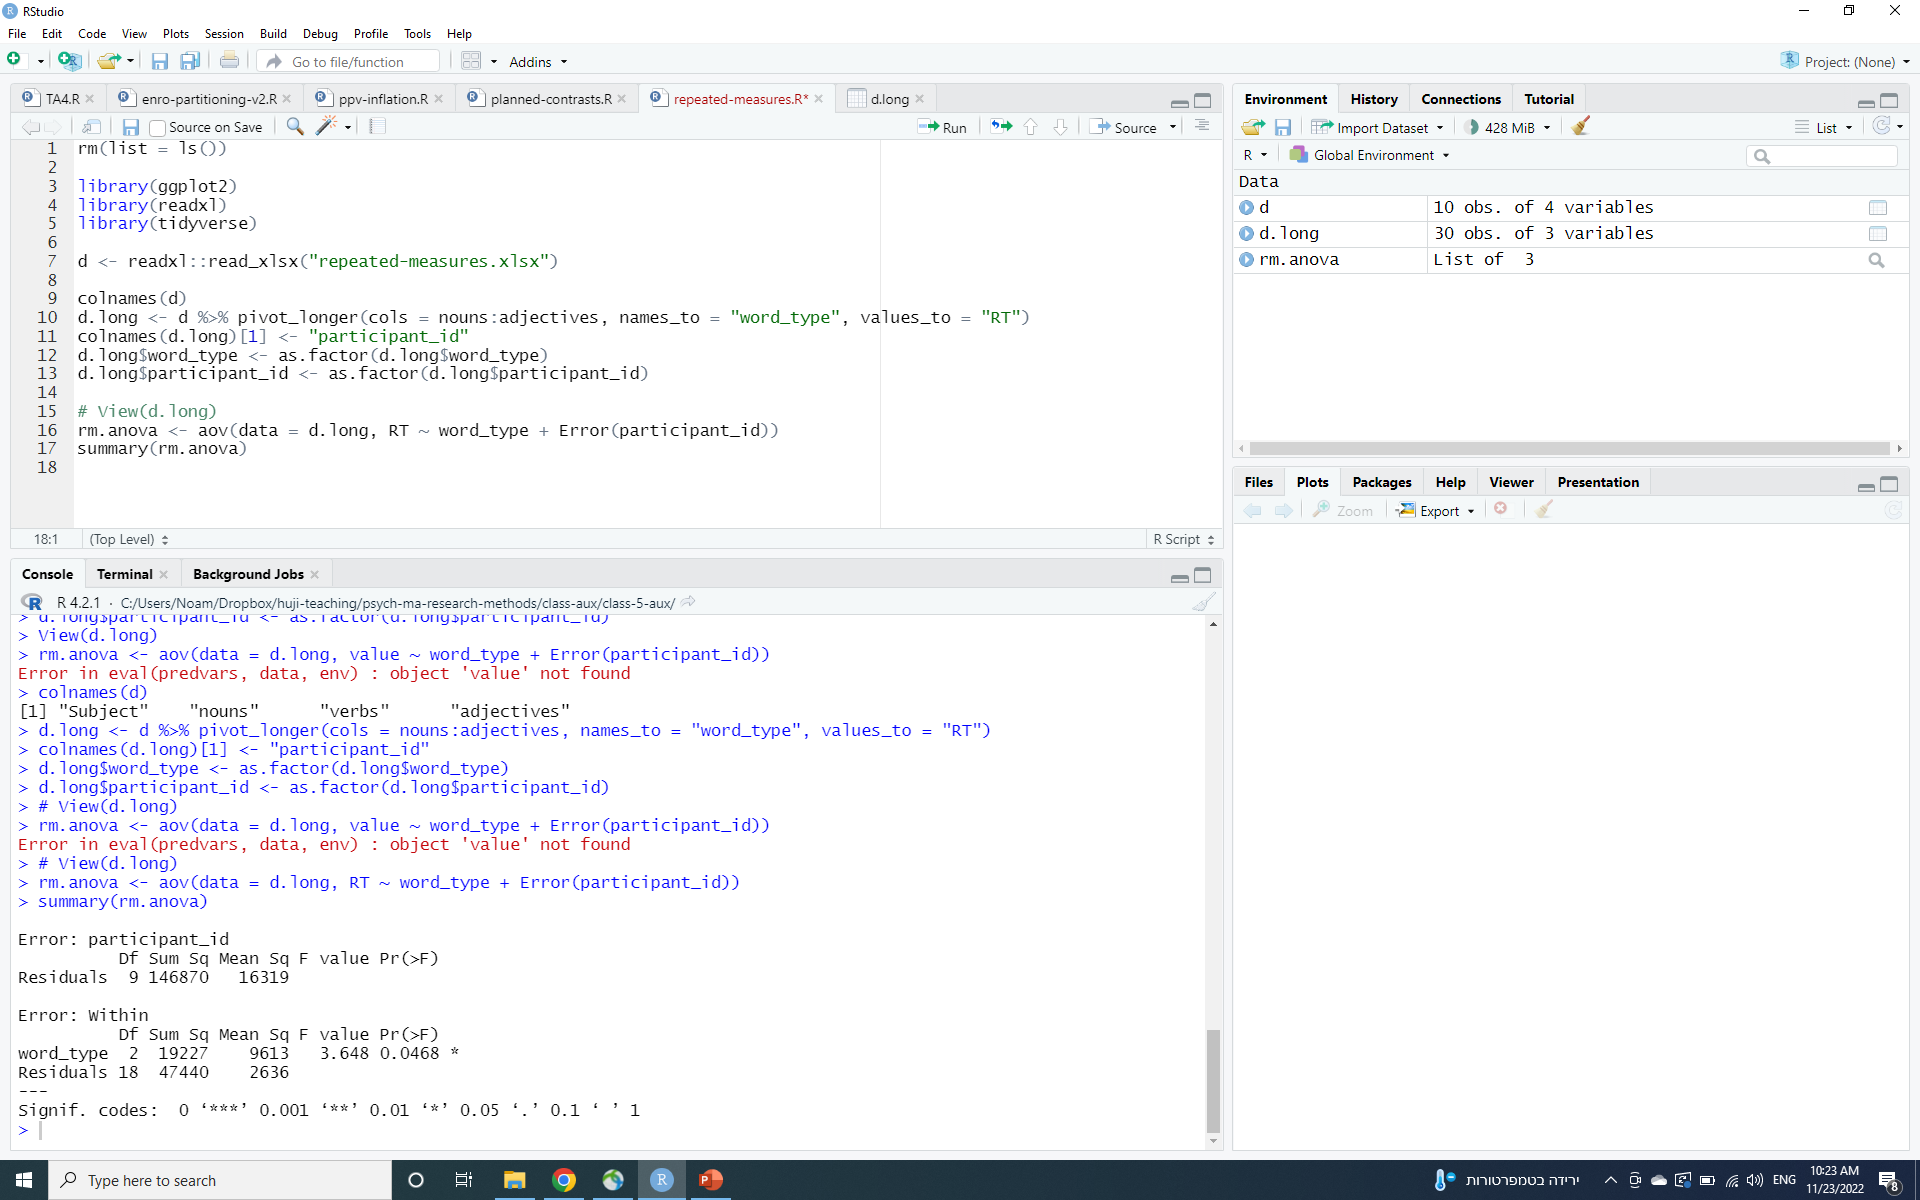 RStudio
File Edit Code View Plots Session Build Debug Profile Tools Help
Go to file/function Addins Project: (None)
TA4.R enro-partitioning-v2.R ppv-inflation.R planned-contrasts.R repeated-measures.R* d.long
Source on Save Run Source
1 rm(list = ls())
2
3 library(ggplot2)
4 library(readxl)
5 library(tidyverse)
6
7 d <- readxl::read_xlsx("repeated-measures.xlsx")
8
9 colnames(d)
10 d.long <- d %>% pivot_longer(cols = nouns:adjectives, names_to = "word_type", values_to = "RT")
11 colnames(d.long)[1] <- "participant_id"
12 d.long$word_type <- as.factor(d.long$word_type)
13 d.long$participant_id <- as.factor(d.long$participant_id)
14
15 # View(d.long)
16 rm.anova <- aov(data = d.long, RT ~ word_type + Error(participant_id))
17 summary(rm.anova)
18
18:1 (Top Level) R Script
Console Terminal Background Jobs
R 4.2.1 · C:/Users/Noam/Dropbox/huji-teaching/psych-ma-research-methods/class-aux/class-5-aux/
> d.long$participant_id <- as.factor(d.long$participant_id)
> View(d.long)
> rm.anova <- aov(data = d.long, value ~ word_type + Error(participant_id))
Error in eval(predvars, data, env) : object 'value' not found
> colnames(d)
[1] "Subject" "nouns" "verbs" "adjectives"
> d.long <- d %>% pivot_longer(cols = nouns:adjectives, names_to = "word_type", values_to = "RT")
> colnames(d.long)[1] <- "participant_id"
> d.long$word_type <- as.factor(d.long$word_type)
> d.long$participant_id <- as.factor(d.long$participant_id)
> # View(d.long)
> rm.anova <- aov(data = d.long, value ~ word_type + Error(participant_id))
Error in eval(predvars, data, env) : object 'value' not found
> # View(d.long)
> rm.anova <- aov(data = d.long, RT ~ word_type + Error(participant_id))
> summary(rm.anova)
Error: participant_id
Df Sum Sq Mean Sq F value Pr(>F)
Residuals 9 146870 16319
Error: Within
Df Sum Sq Mean Sq F value Pr(>F)
word_type 2 19227 9613 3.648 0.0468 *
Residuals 18 47440 2636
---
Signif. codes: 0 ‘***’ 0.001 ‘**’ 0.01 ‘*’ 0.05 ‘.’ 0.1 ‘ ’ 1
>
Environment History Connections Tutorial
Import Dataset 428 MiB List
R Global Environment
Data
d 10 obs. of 4 variables
d.long 30 obs. of 3 variables
rm.anova List of 3
Files Plots Packages Help Viewer Presentation
Zoom Export
Type here to search
ירידה בטמפרטורות ENG 10:23 AM
11/23/2022 8